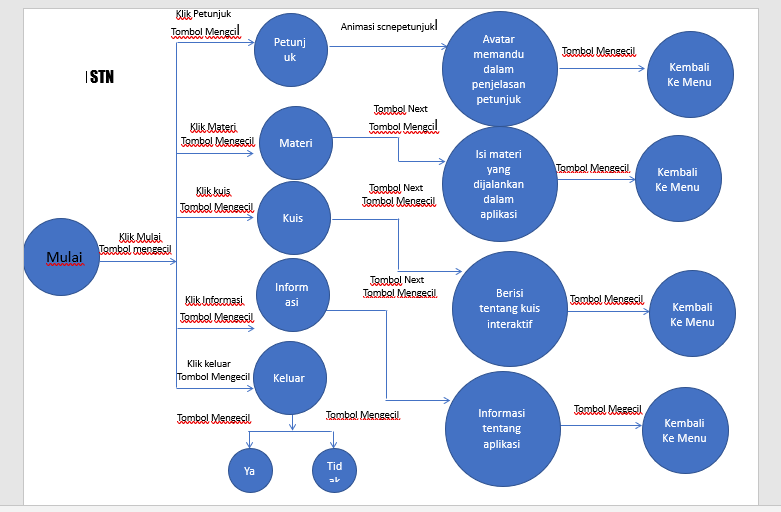 Klik Petunjuk
Tombol Mengcil
STN
Petunj
uk
Animasi scnepetunjuk
Avatar
memandu
dalam
penjelasan
petunjuk
Tombol Mengecil
Kembali
Ke Menu
Klik Materi
Tombol Mengecil
Materi
Tombol Next
Tombol Mengcil
Isi materi
yang
dijalankan
dalam
aplikasi
Tombol Mengecil
Kembali
Ke Menu
Klik kuis
Tombol Mengecil
Kuis
Tombol Next
Tombol Mengecil
Berisi
tentang kuis
interaktif
Tombol Mengecil
Kembali
Ke Menu
Mulai
Klik Mulai
Tombol mengecil
Klik Informasi
Tombol Mengecil
Inform
asi
Tombol Next
Tombol Mengecil
Informasi
tentang
aplikasi
Tombol Megecil
Kembali
Ke Menu
Klik keluar
Tombol Mengecil
Keluar
Tombol Mengecil
Tombol Mengecil
Ya
Tid
ak